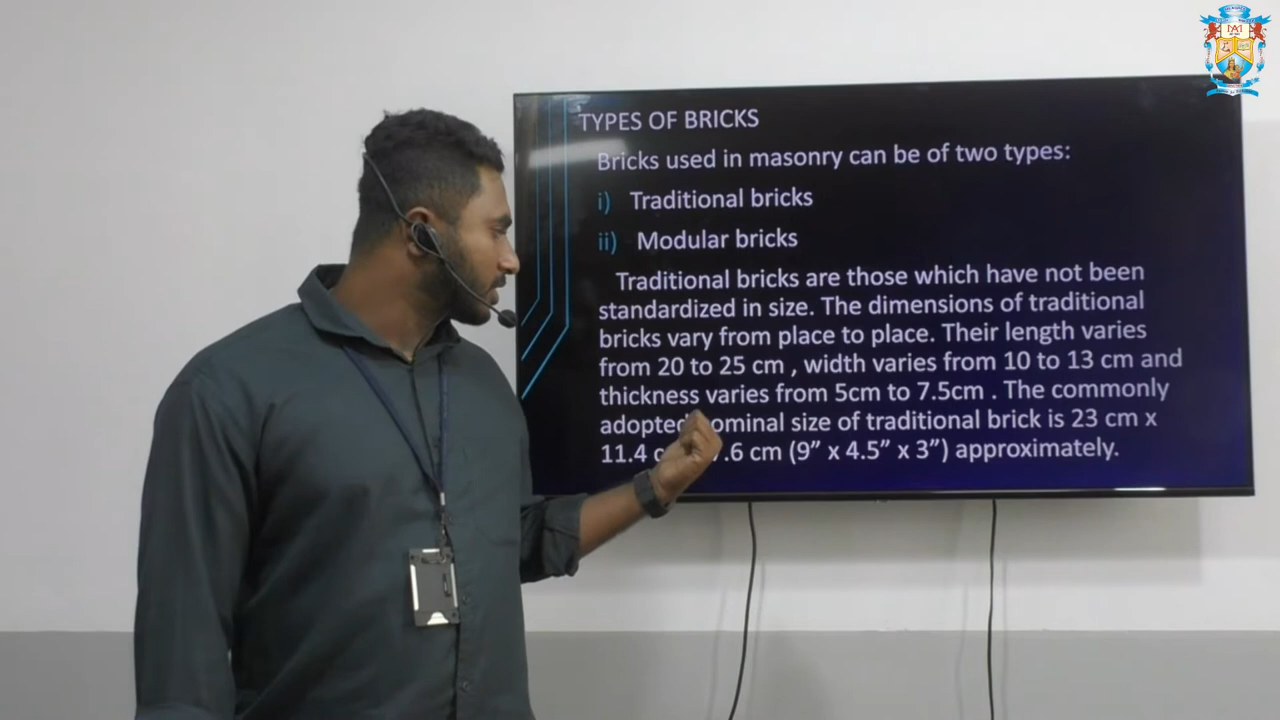 TYPES OF BRICKS
Bricks used in masonry can be of two types:
i) Traditional bricks
ii) Modular bricks
Traditional bricks are those which have not been
standardized in size. The dimensions of traditional
bricks vary from place to place. Their length varies
from 20 to 25 cm , width varies from 10 to 13 cm and
thickness varies from 5cm to 7.5cm . The commonly
adopted size of traditional brick is 23 cm x
11.4 .6 cm (9” x 4.5” x 3”) approximately.